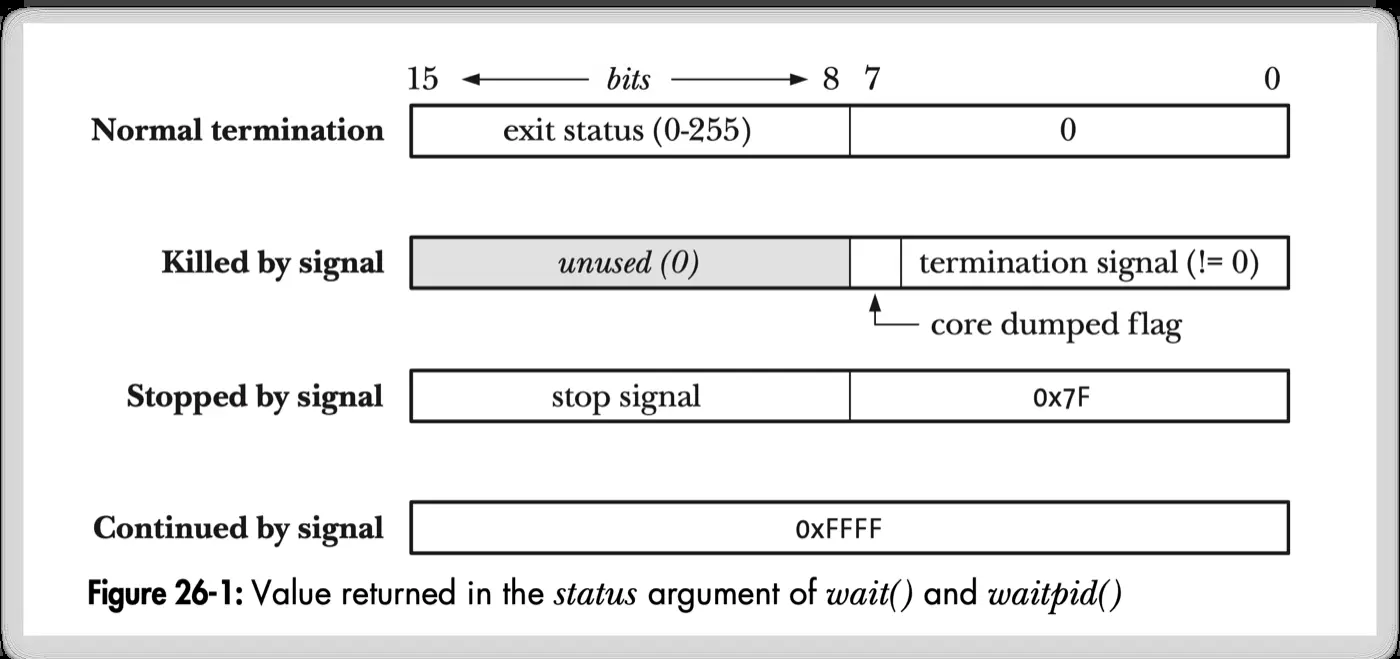 15 bits 8 7 0
Normal termination exit status (0-255) 0
Killed by signal unused (0) termination signal (!= 0)
core dumped flag
Stopped by signal stop signal 0x7F
Continued by signal 0xFFFF
Figure 26-1: Value returned in the status argument of wait() and waitpid()